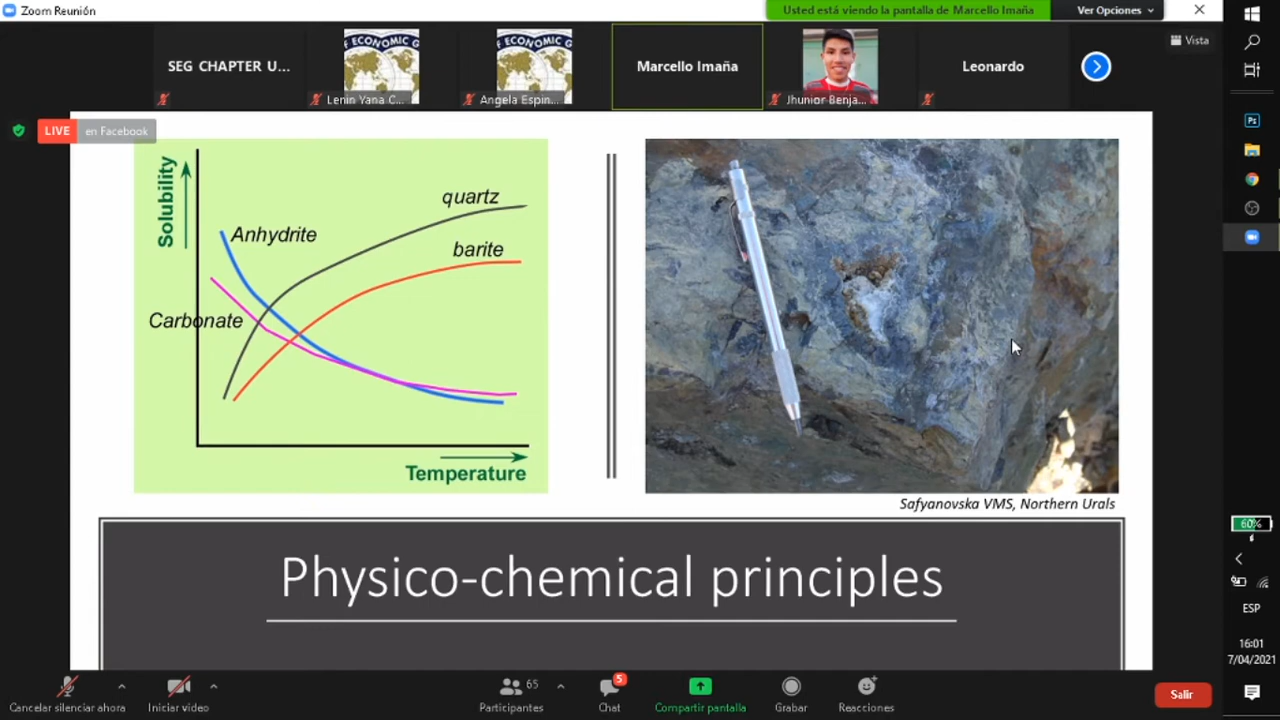 Zoom Reunión
Usted está viendo la pantalla de Marcello Imaña
Ver Opciones
Vista
SEG CHAPTER U...
F ECONOMIC G
Lenin Yana C...
F ECONOMIC G
Angela Espin...
Marcello Imaña
Jhunior Benja...
Leonardo
LIVE en Facebook
Solubility
quartz
Anhydrite
barite
Carbonate
Temperature
Safyanovska VMS, Northern Urals
Physico-chemical principles
Ps
60%
ESP
16:01
7/04/2021
Cancelar silenciar ahora
Iniciar video
65
Participantes
5
Chat
Compartir pantalla
Grabar
Reacciones
Salir